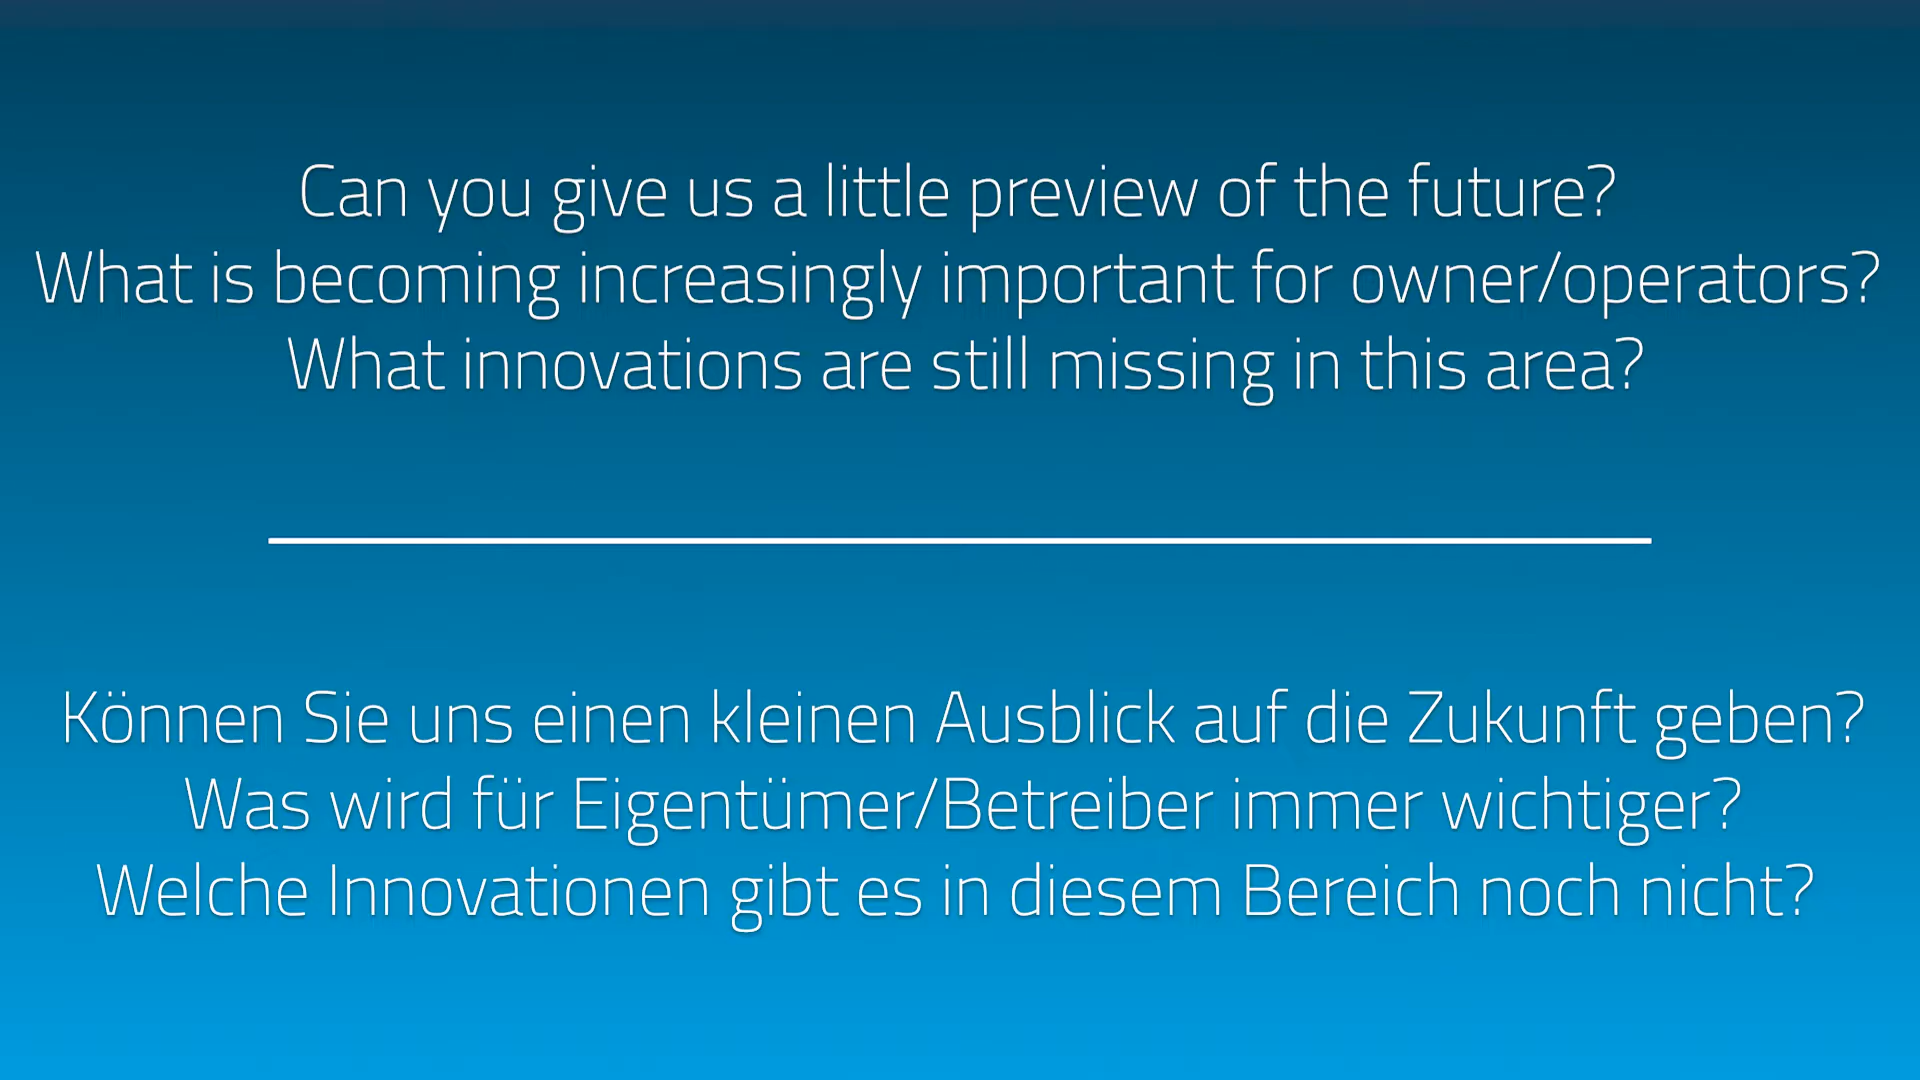 Can you give us a little preview of the future?
What is becoming increasingly important for owner/operators?
What innovations are still missing in this area?
Können Sie uns einen kleinen Ausblick auf die Zukunft geben?
Was wird für Eigentümer/Betreiber immer wichtiger?
Welche Innovationen gibt es in diesem Bereich noch nicht?